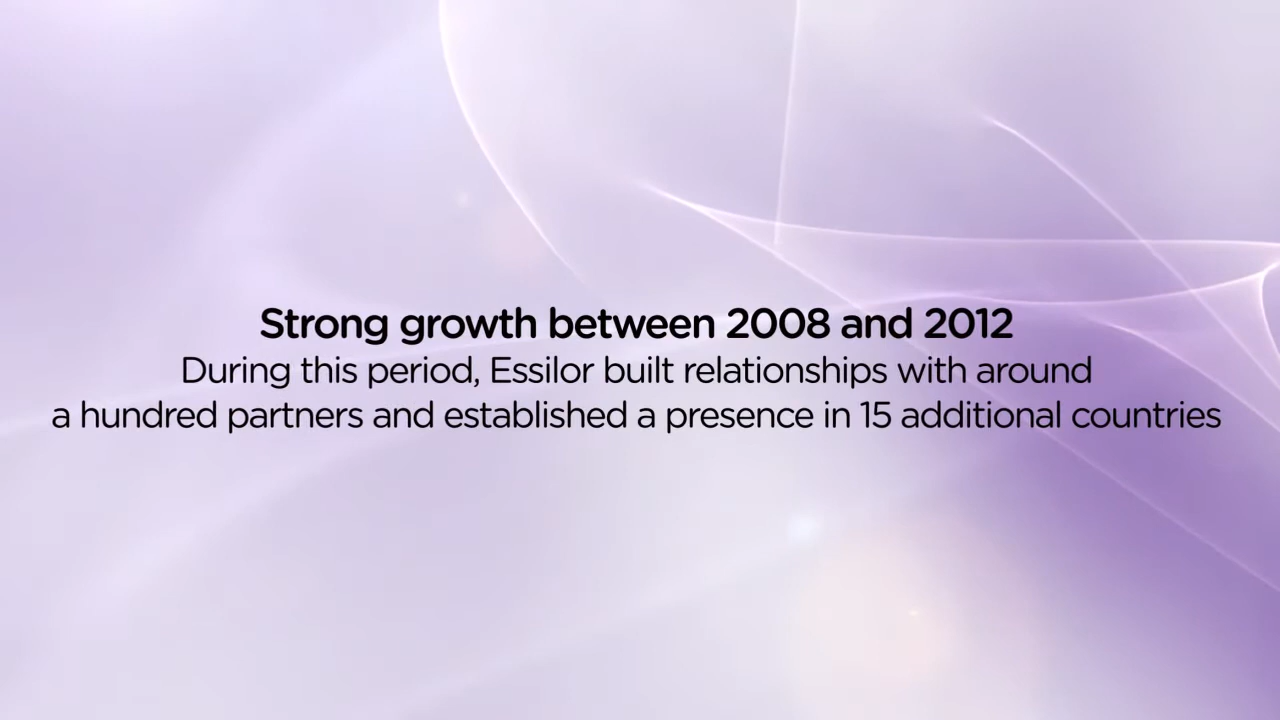 Strong growth between 2008 and 2012
During this period, Essilor built relationships with around
a hundred partners and established a presence in 15 additional countries